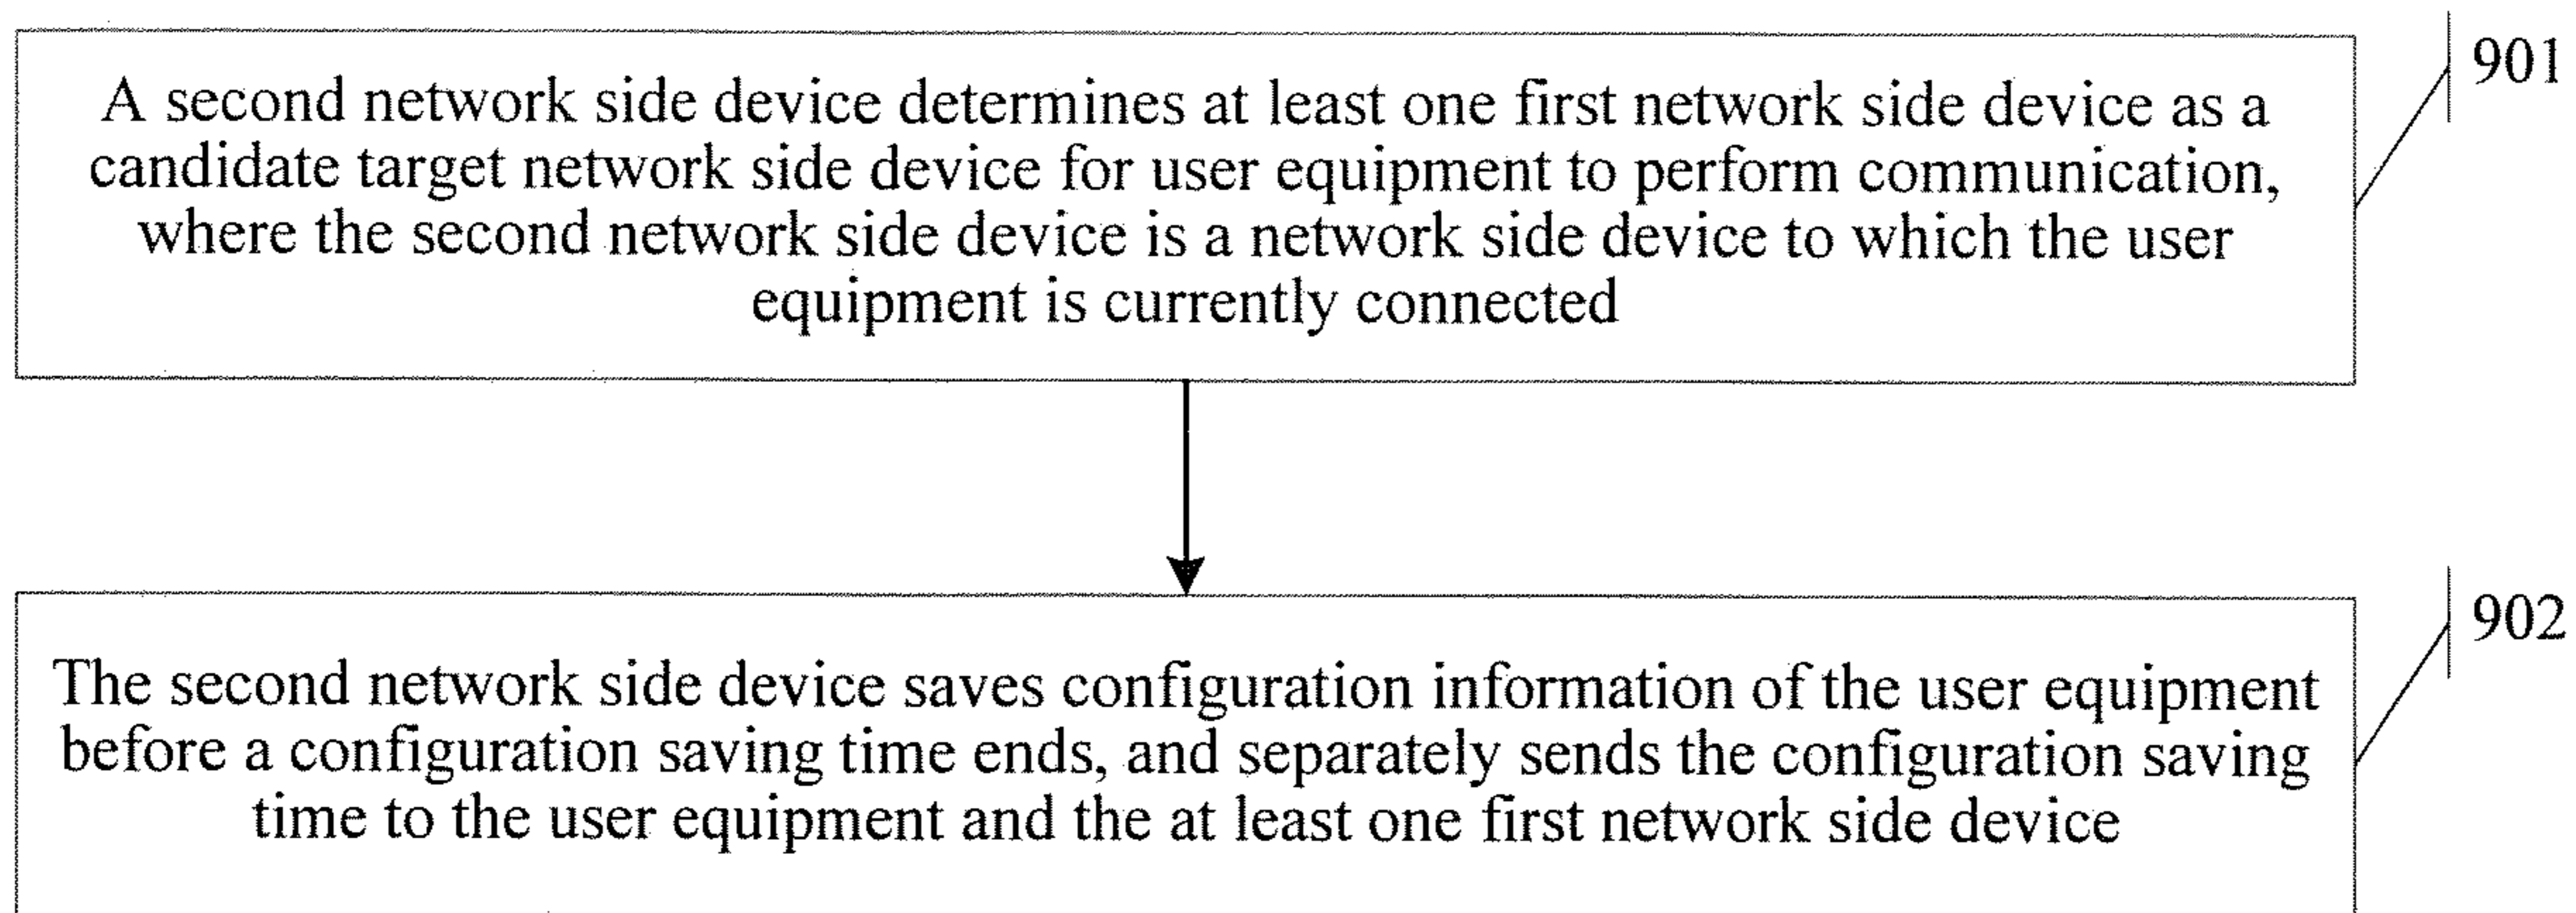 A second network side device determines at least one first network side device as a
candidate target network side device for user equipment to perform communication,
where the second network side device is a network side device to which the user
equipment is currently connected
901
The second network side device saves configuration information of the user equipment
before a configuration saving time ends, and separately sends the configuration saving
time to the user equipment and the at least one first network side device
902